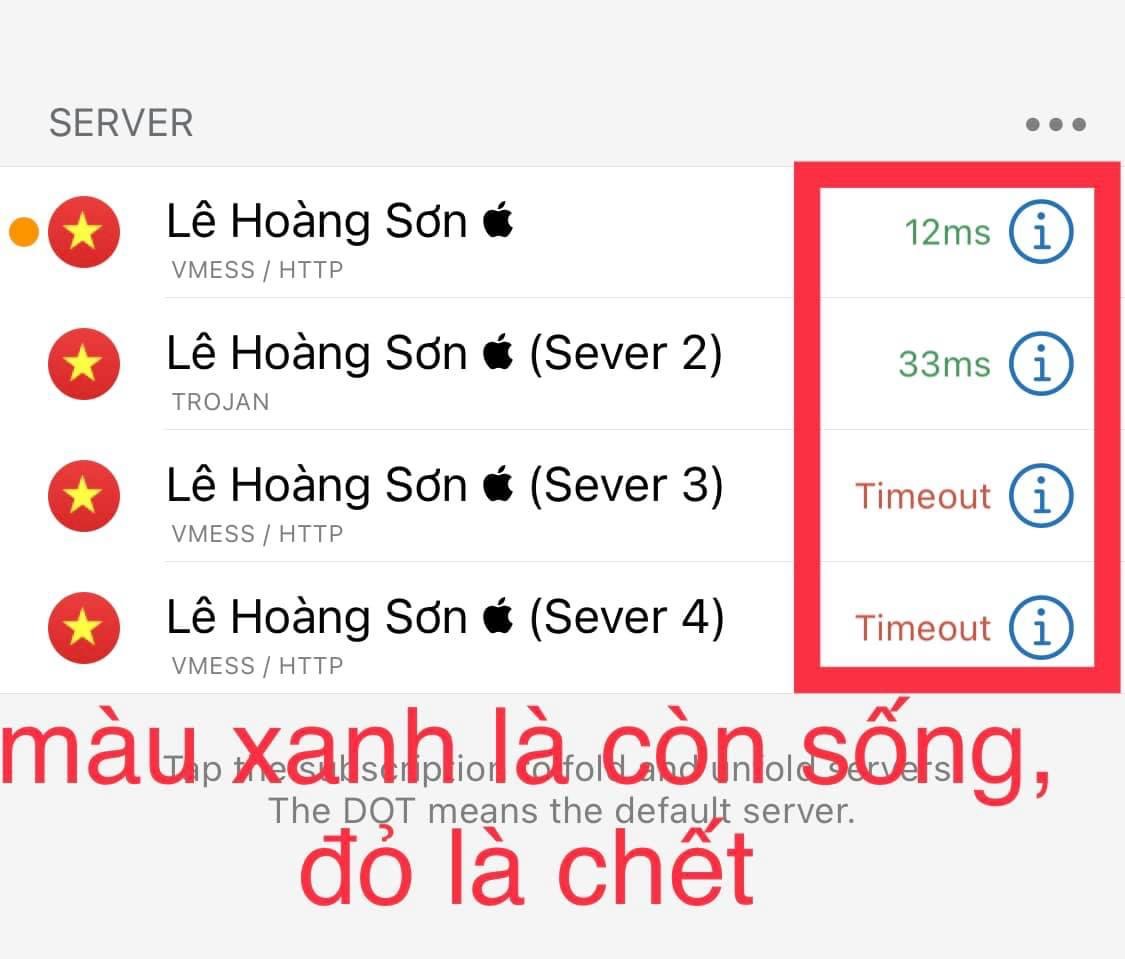 SERVER
Lê Hoàng Sơn 
12ms
VMESS / HTTP
Lê Hoàng Sơn  (Sever 2)
33ms
TROJAN
Lê Hoàng Sơn  (Sever 3)
Timeout
VMESS / HTTP
Lê Hoàng Sơn  (Sever 4)
Timeout
VMESS / HTTP
màu xanh là còn sống,
Tap the subscription to fold and unfold servers.
The DOT means the default server.
đỏ là chết